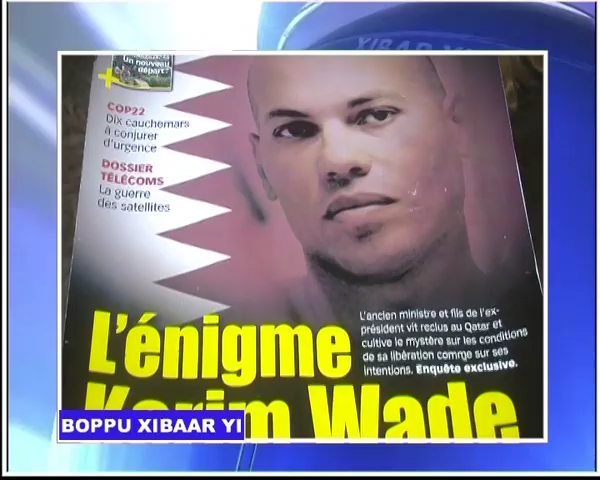 XIBAR YI
Un nouveau
départ?
+
COP22
Dix cauchemars
à conjurer
d'urgence
DOSSIER
TÉLÉCOMS
La guerre
des satellites
L'énigme
Karim Wade
L'ancien ministre et fils de l'ex-
président vit reclus au Qatar et
cultive le mystère sur les conditions
de sa libération comme sur ses
intentions. Enquête exclusive.
BOPPU XIBAAR YI